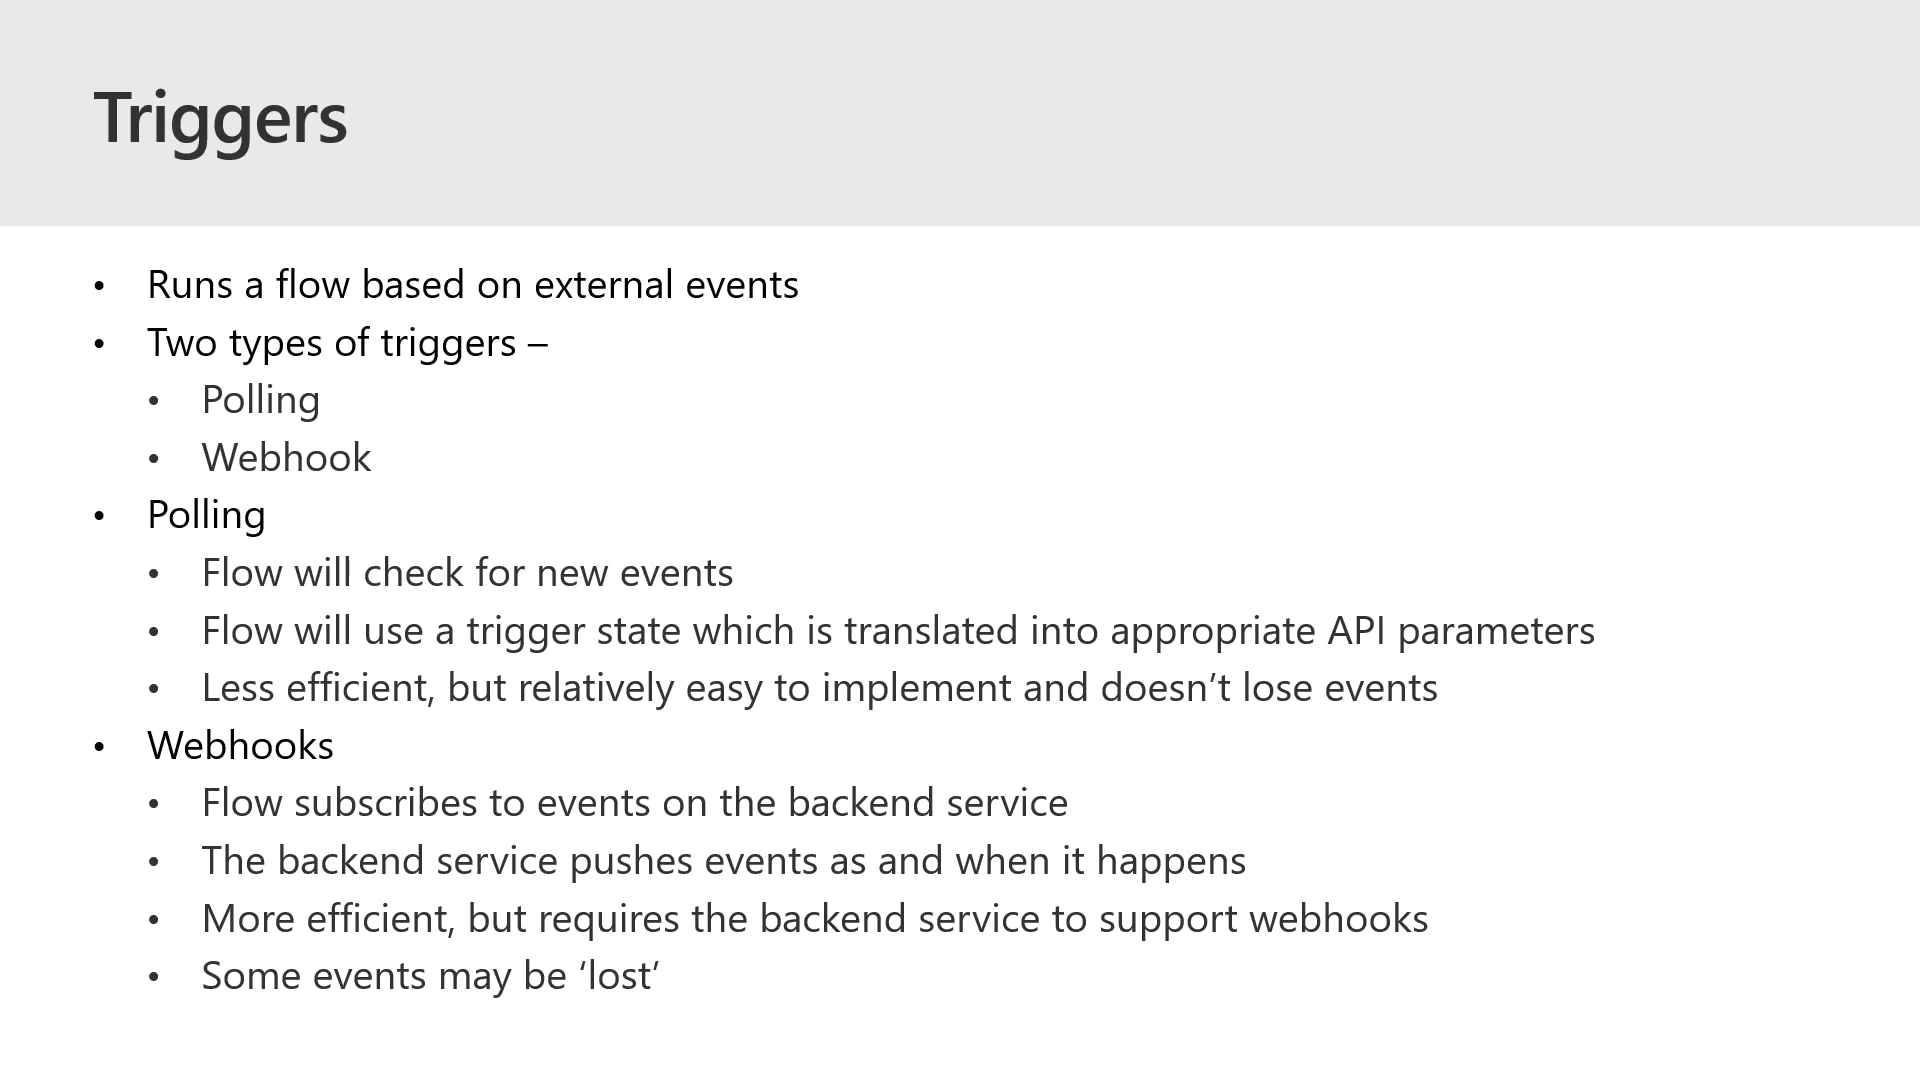 Triggers
• Runs a flow based on external events
• Two types of triggers –
• Polling
• Webhook
• Polling
• Flow will check for new events
• Flow will use a trigger state which is translated into appropriate API parameters
• Less efficient, but relatively easy to implement and doesn’t lose events
• Webhooks
• Flow subscribes to events on the backend service
• The backend service pushes events as and when it happens
• More efficient, but requires the backend service to support webhooks
• Some events may be ‘lost’